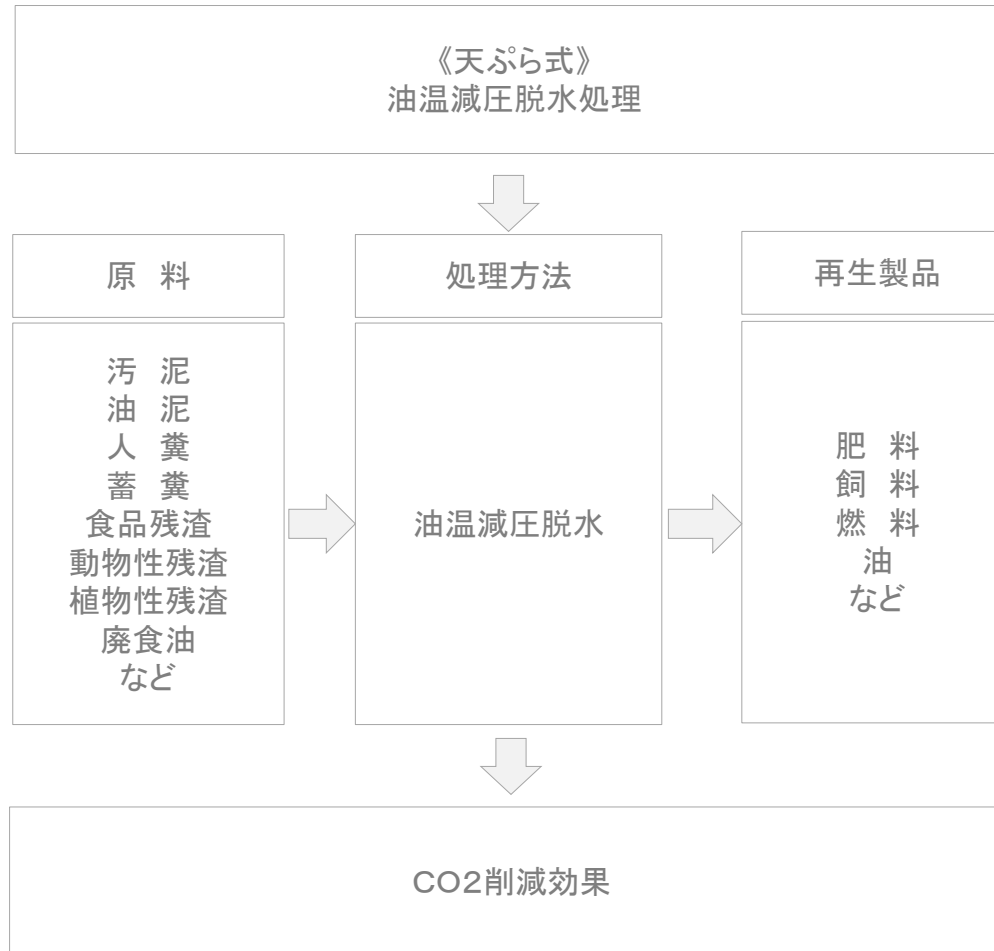 《天ぷら式》
油温減圧脱水処理
原　料
処理方法
再生製品
汚　泥
油　泥
人　糞
蓄　糞
食品残渣
動物性残渣
植物性残渣
廃食油
など
油温減圧脱水
肥　料
飼　料
燃　料
油
など
CO2削減効果